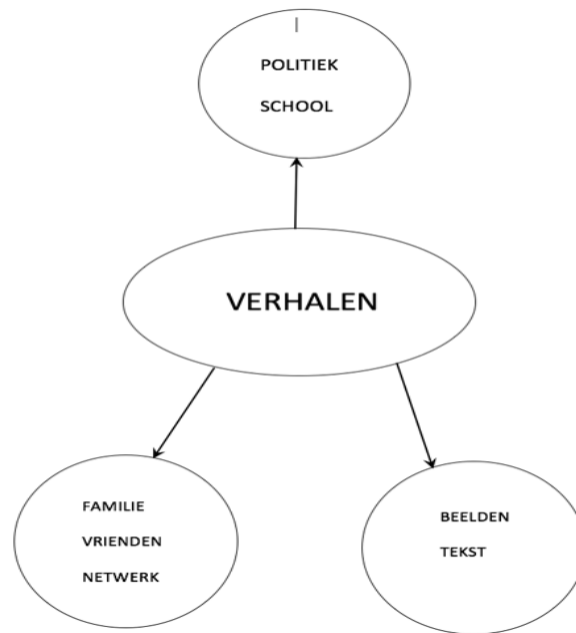 POLITIEK
SCHOOL
VERHALEN
FAMILIE
VRIENDEN
NETWERK
BEELDEN
TEKST